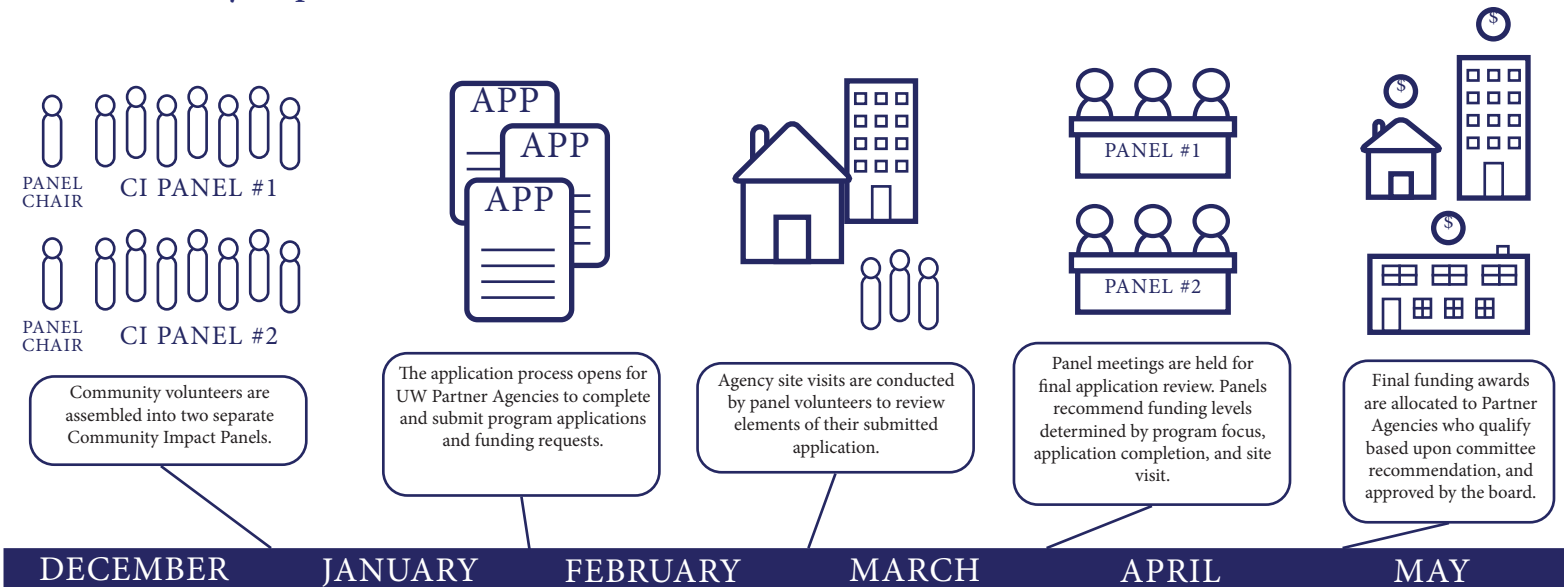 PANEL
CHAIR
CI PANEL #1
PANEL
CHAIR
CI PANEL #2
Community volunteers are
assembled into two separate
Community Impact Panels.
APP
APP
APP
The application process opens for
UW Partner Agencies to complete
and submit program applications
and funding requests.
Agency site visits are conducted
by panel volunteers to review
elements of their submitted
application.
PANEL #1
PANEL #2
Panel meetings are held for
final application review. Panels
recommend funding levels
determined by program focus,
application completion, and site
visit.
$
$
$
Final funding awards
are allocated to Partner
Agencies who qualify
based upon committee
recommendation, and
approved by the board.
DECEMBER JANUARY FEBRUARY MARCH APRIL MAY